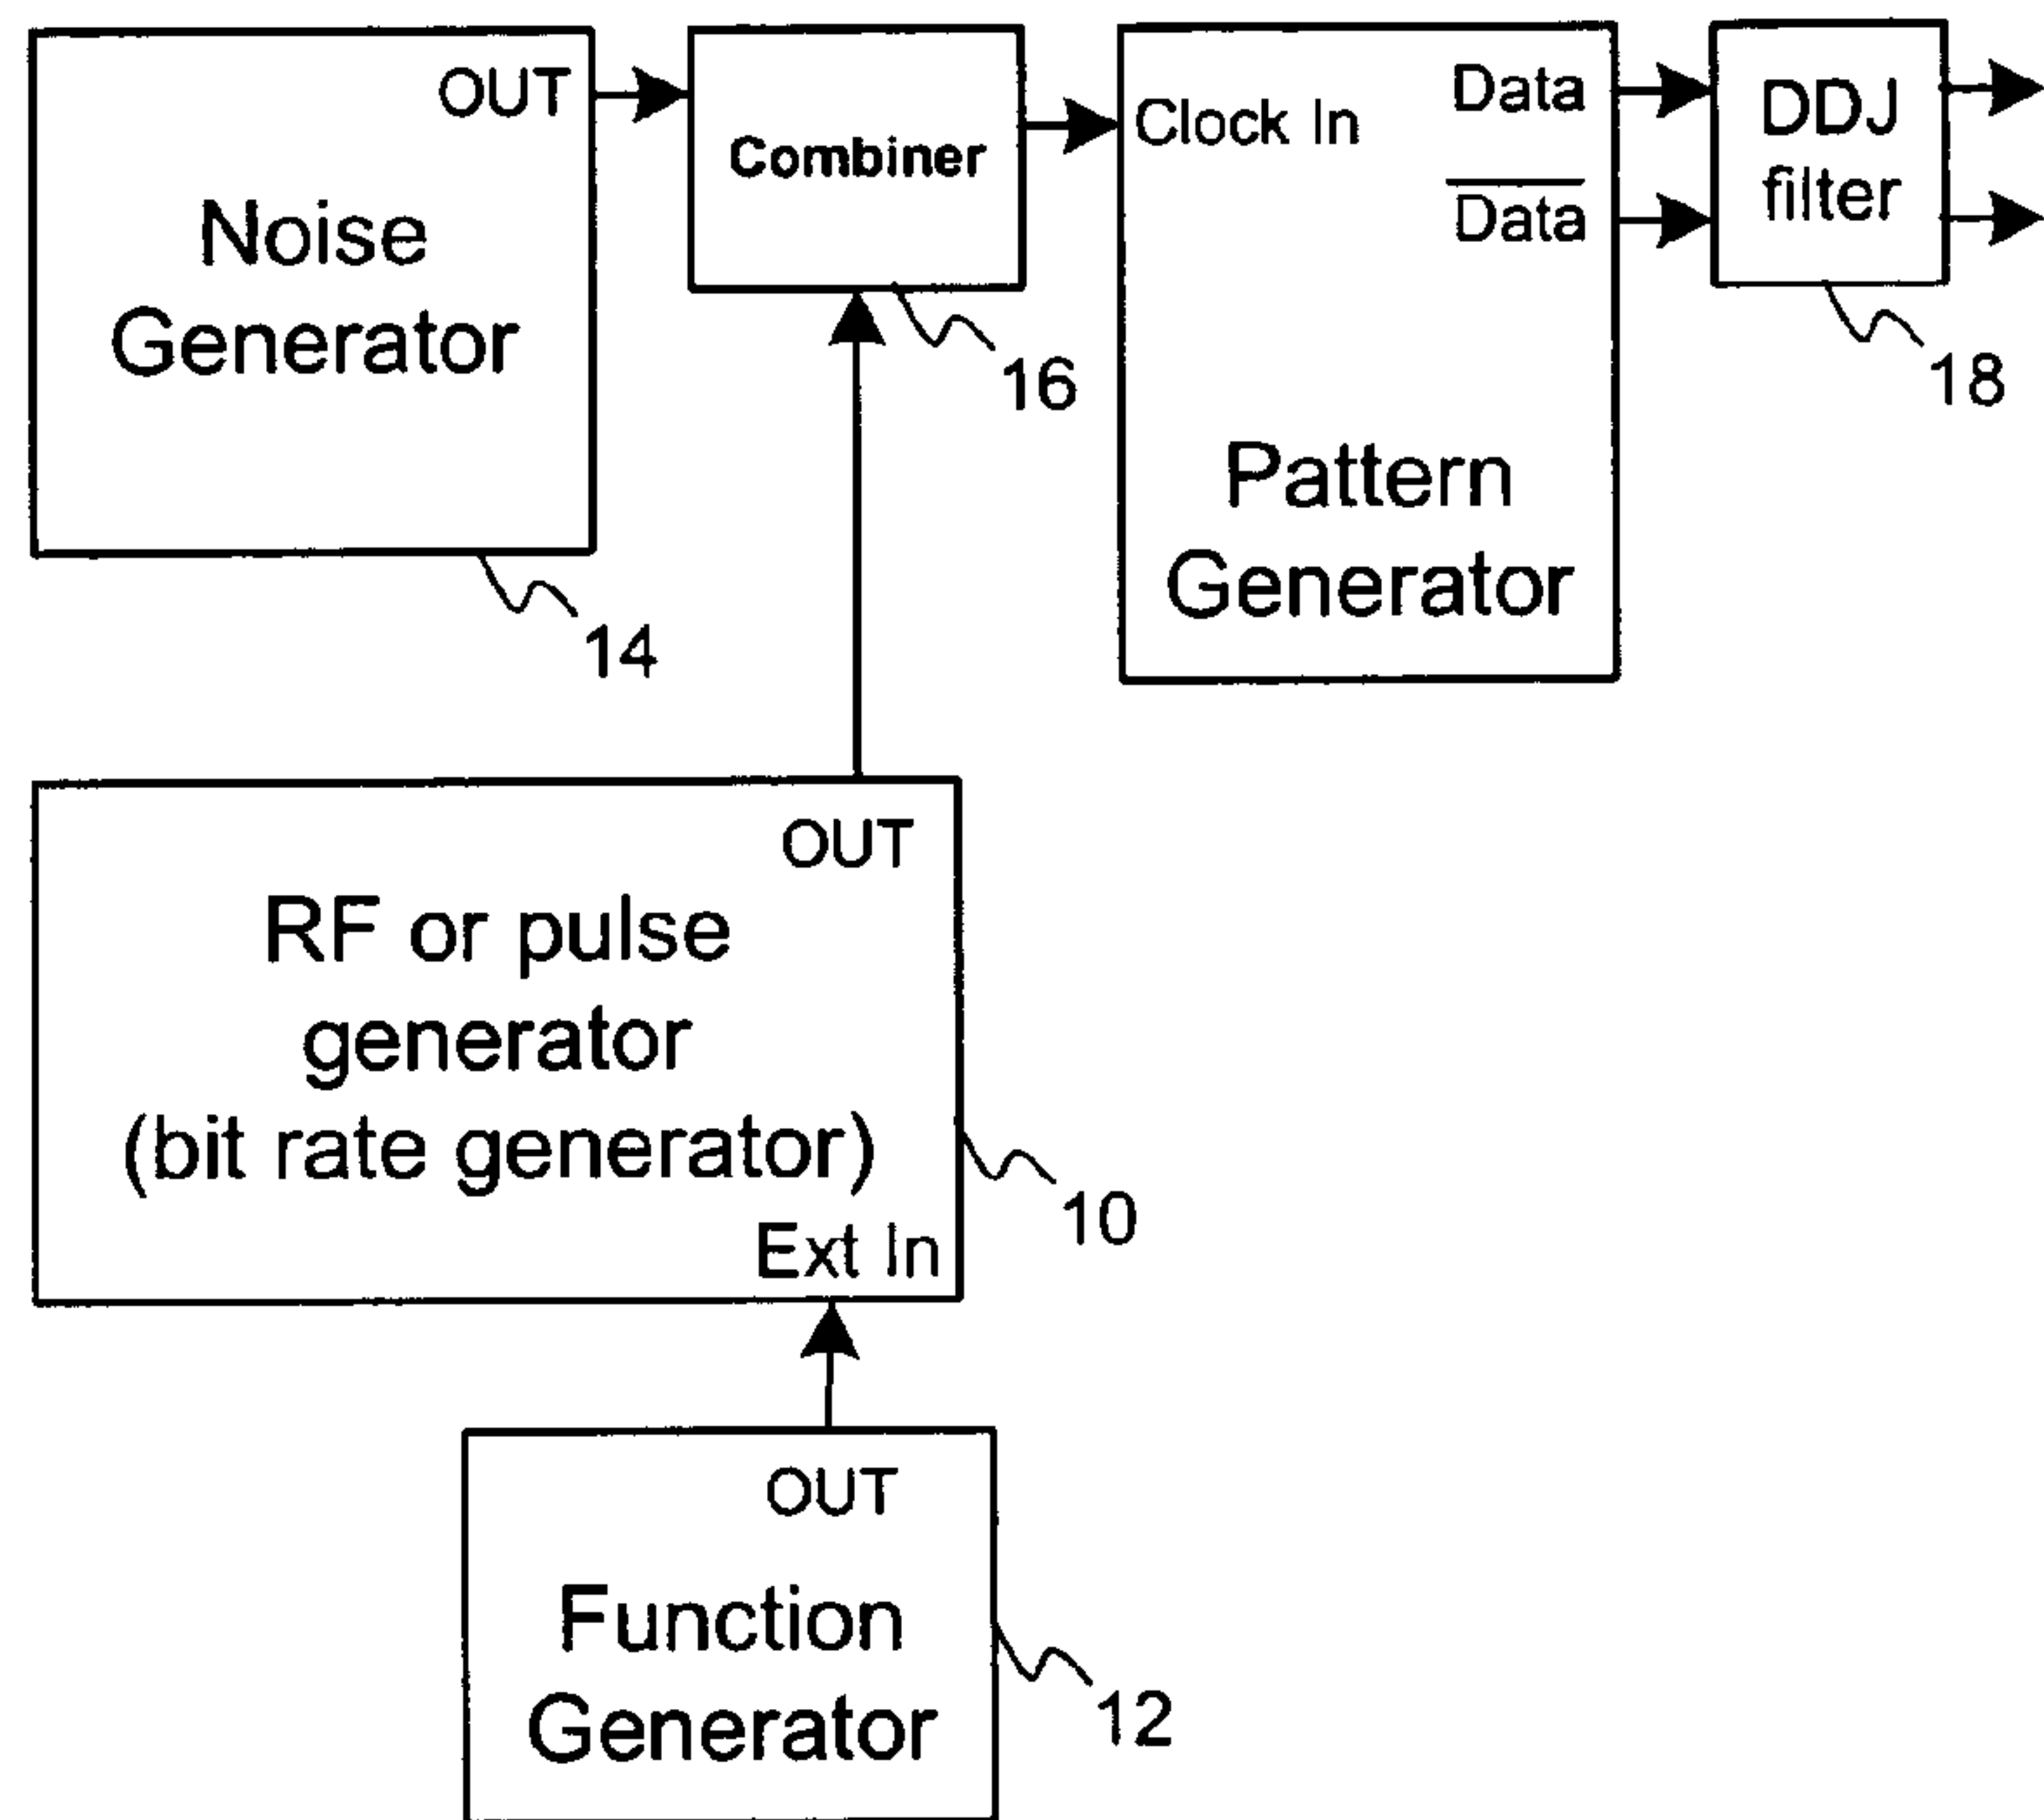 OUT
Noise
Generator
14
Combiner
16
Clock In
Data
D̅a̅t̅a̅
Pattern
Generator
DDJ
filter
18
OUT
RF or pulse
generator
(bit rate generator)
Ext In
10
OUT
Function
Generator
12